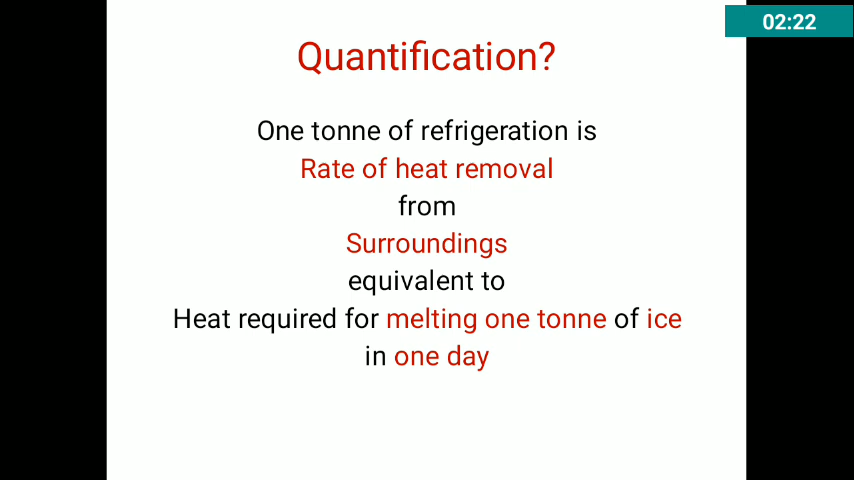 02:22
Quantification?
One tonne of refrigeration is
Rate of heat removal
from
Surroundings
equivalent to
Heat required for melting one tonne of ice
in one day